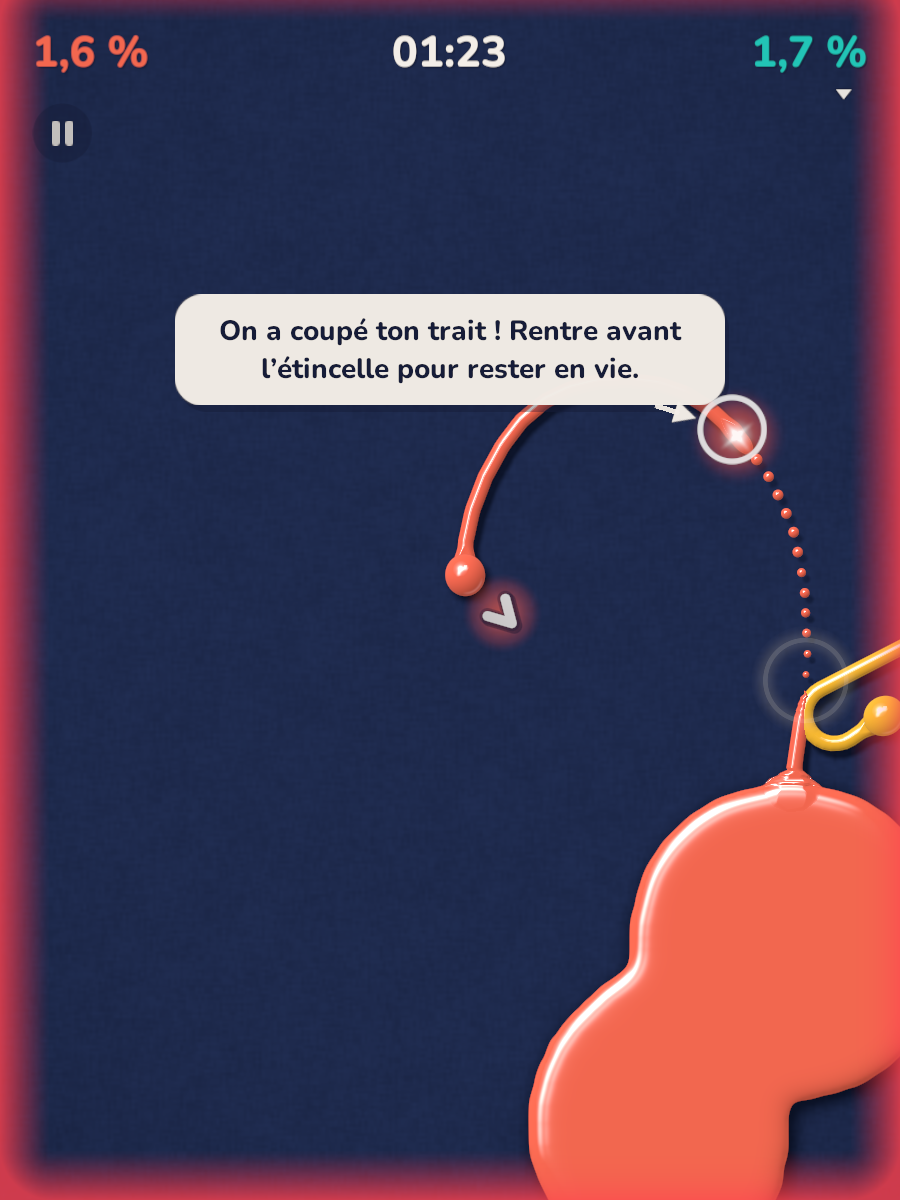 1,6 %
01:23
1,7 %
On a coupé ton trait ! Rentre avant
l’étincelle pour rester en vie.